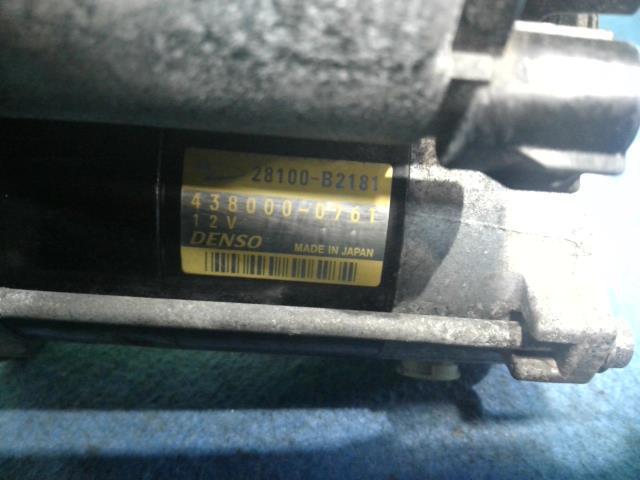 28100-B2181
438000-0761
12V
DENSO MADE IN JAPAN